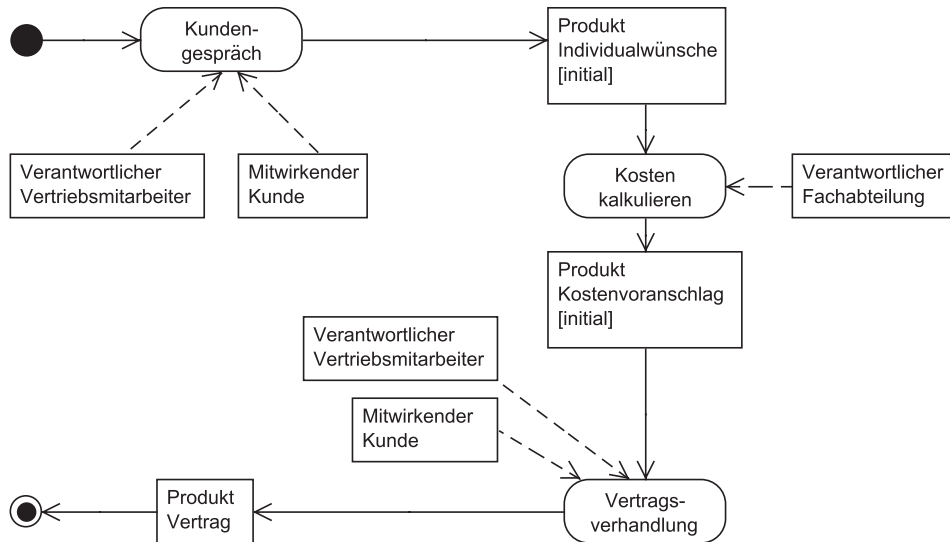 Kunden-
gespräch
Produkt
Individualwünsche
[initial]
Verantwortlicher
Vertriebsmitarbeiter
Mitwirkender
Kunde
Kosten
kalkulieren
Verantwortlicher
Fachabteilung
Produkt
Kostenvoranschlag
[initial]
Verantwortlicher
Vertriebsmitarbeiter
Mitwirkender
Kunde
Produkt
Vertrag
Vertrags-
verhandlung